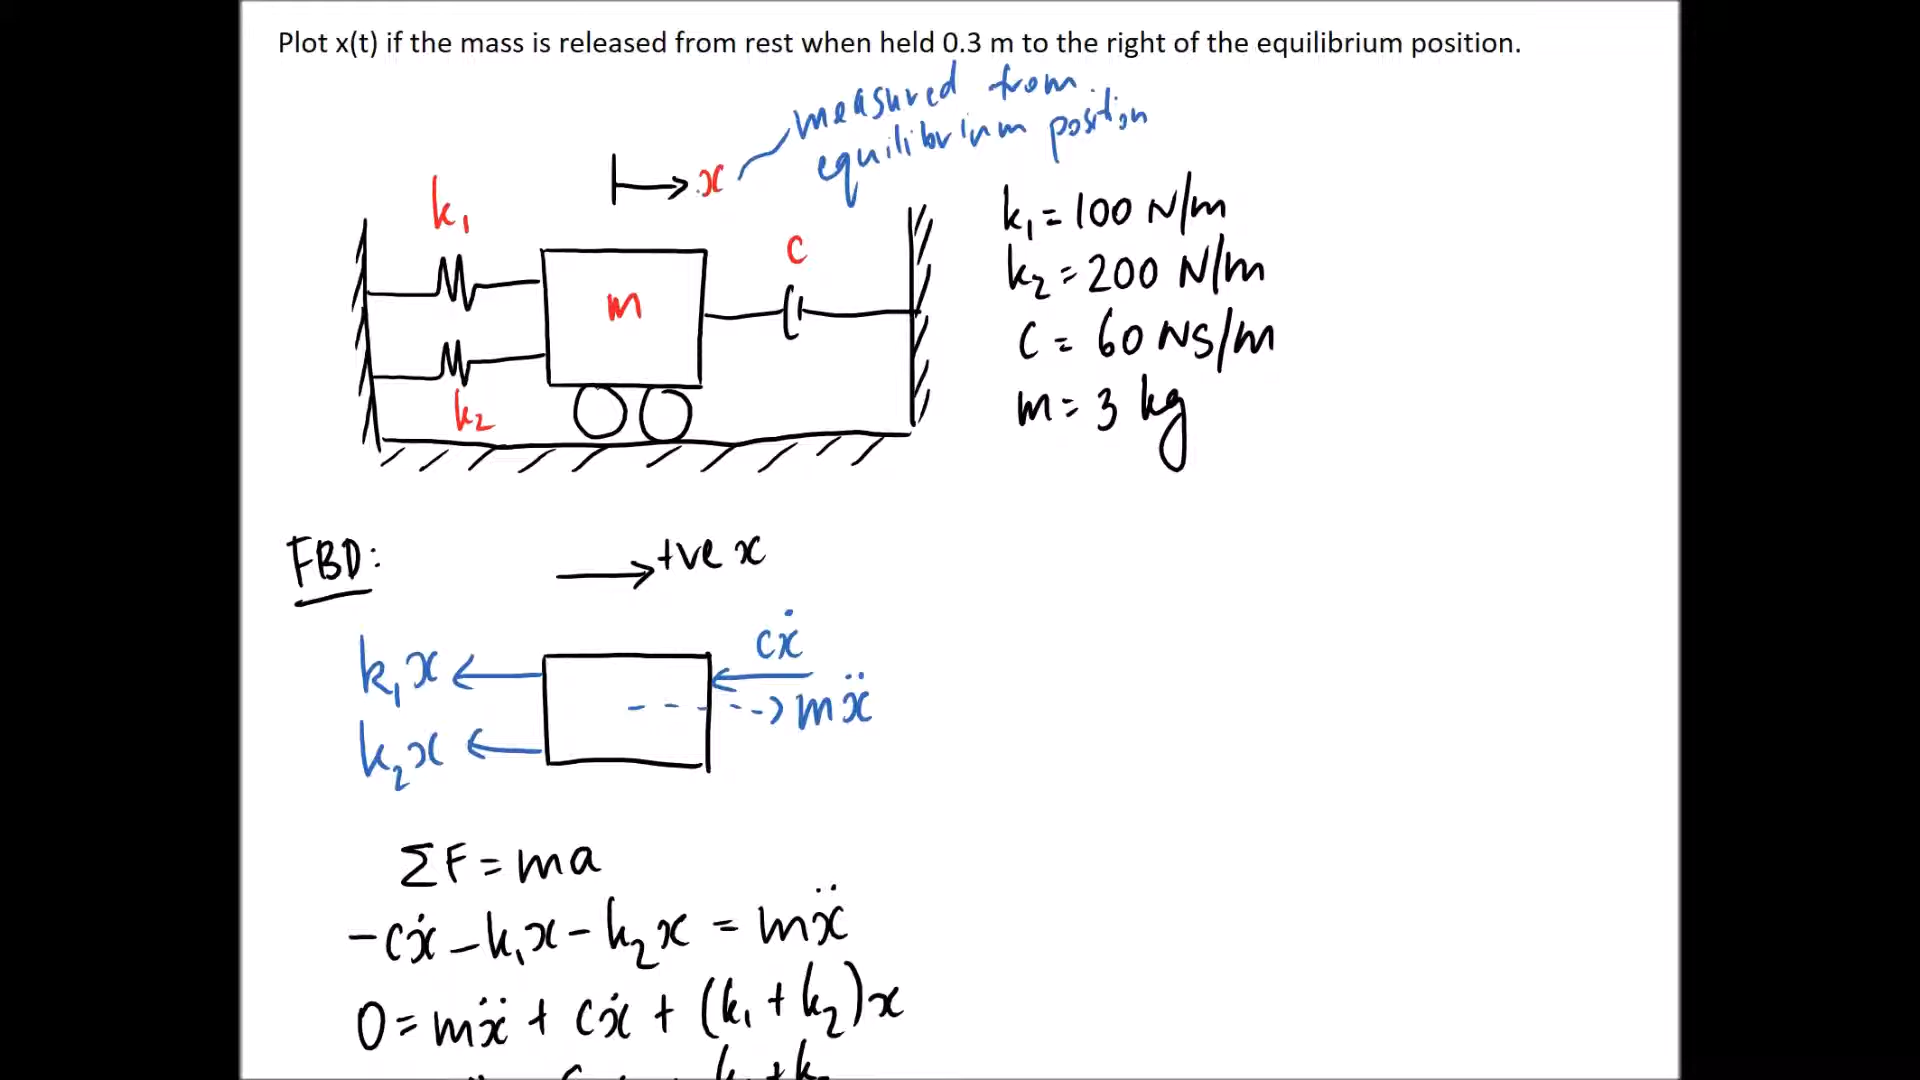 Plot x(t) if the mass is released from rest when held 0.3 m to the right of the equilibrium position.
measured from
equilibrium position
x
k₁
c
m
k₂
k₁ = 100 N/m
k₂ = 200 N/m
C = 60 NS/m
m = 3 kg
FBD:
+ve x
k₁x
cẋ
mẍ
k₂x
ΣF = ma
-cẋ - k₁x - k₂x = mẍ
0 = mẍ + cẋ + (k₁ + k₂)x